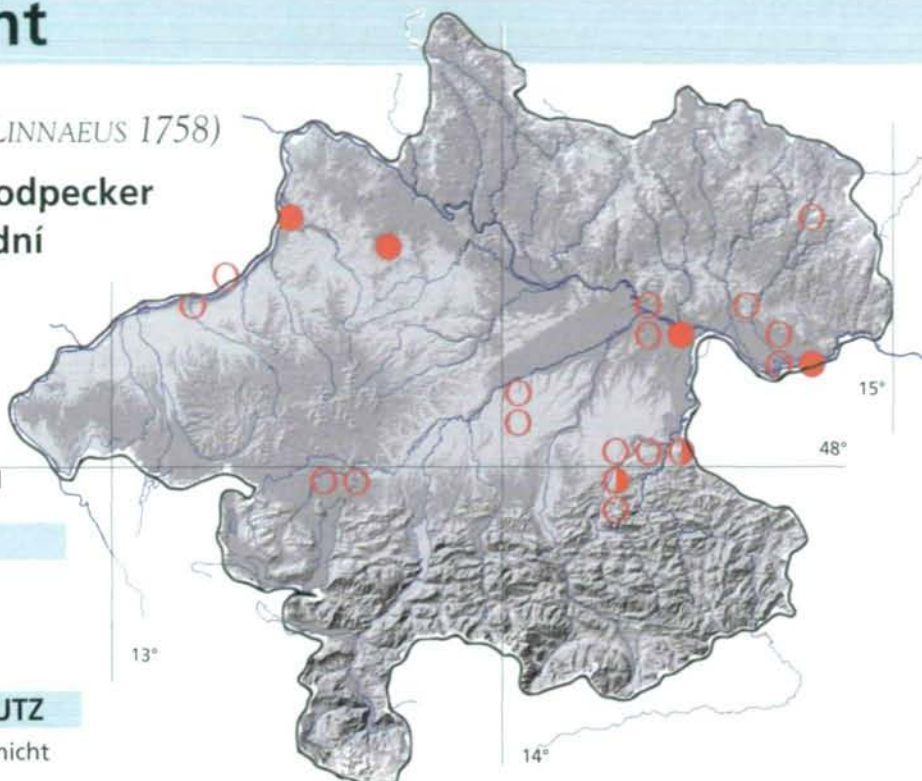 nt
LINNAEUS 1758)
odpecker
dní
15°
48°
13°
UTZ
nicht
14°